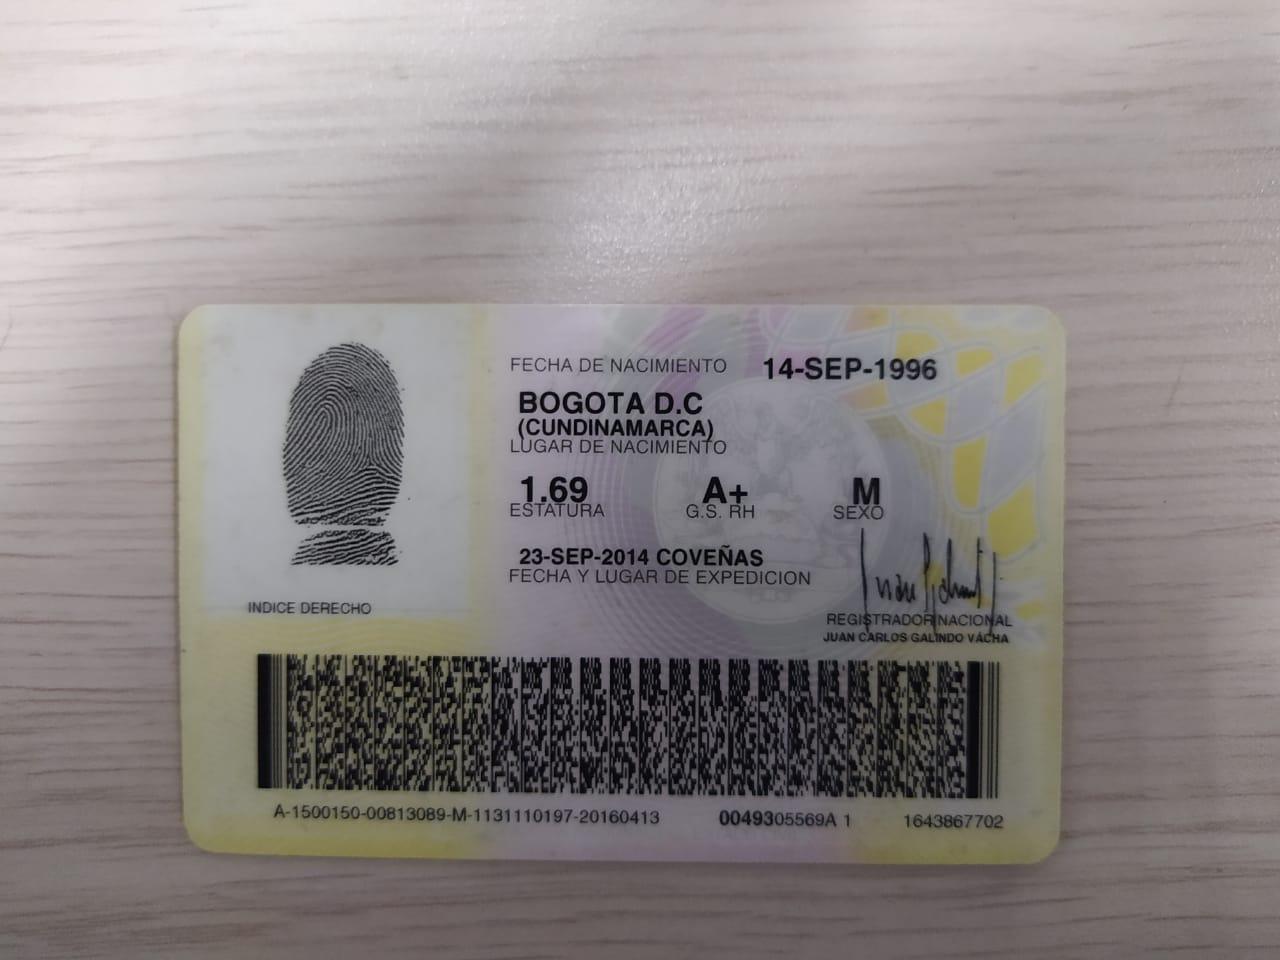 FECHA DE NACIMIENTO 14-SEP-1996
BOGOTA D.C
(CUNDINAMARCA)
LUGAR DE NACIMIENTO
1.69 A+ M
ESTATURA G.S. RH SEXO
23-SEP-2014 COVEÑAS
FECHA Y LUGAR DE EXPEDICION
INDICE DERECHO
REGISTRADOR NACIONAL
JUAN CARLOS GALINDO VÁCHA
A-1500150-00813089-M-1131110197-20160413 0049305569A 1 1643867702